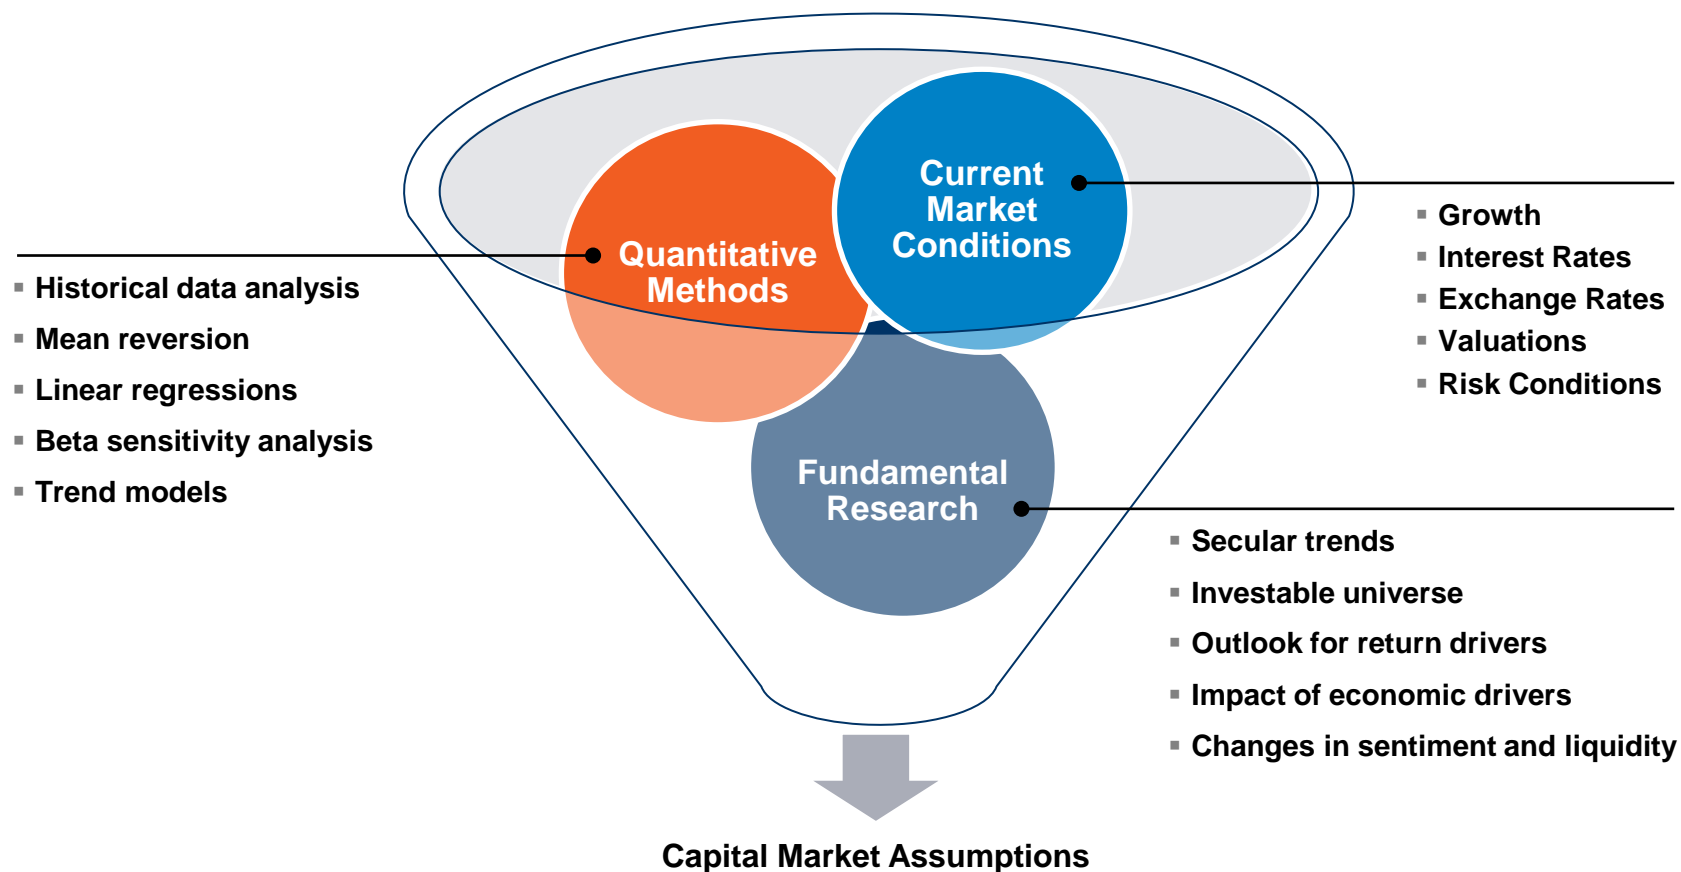 Quantitative
Methods
▪ Historical data analysis
▪ Mean reversion
▪ Linear regressions
▪ Beta sensitivity analysis
▪ Trend models
Current
Market
Conditions
▪ Growth
▪ Interest Rates
▪ Exchange Rates
▪ Valuations
▪ Risk Conditions
Fundamental
Research
▪ Secular trends
▪ Investable universe
▪ Outlook for return drivers
▪ Impact of economic drivers
▪ Changes in sentiment and liquidity
Capital Market Assumptions